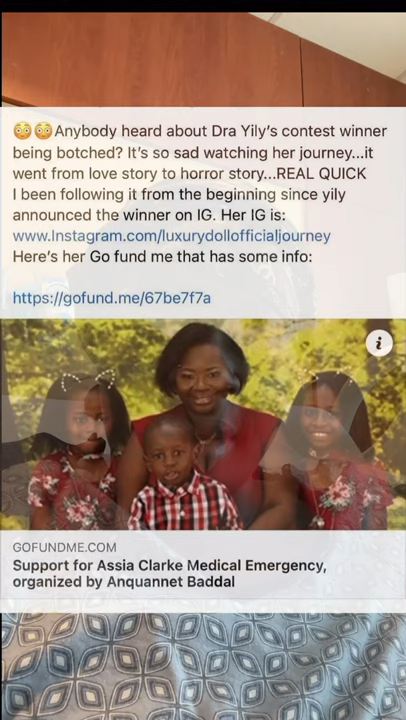 😳😳Anybody heard about Dra Yily's contest winner
being botched? It's so sad watching her journey...it
went from love story to horror story...REAL QUICK
I been following it from the beginning since yily
announced the winner on IG. Her IG is:
www.Instagram.com/luxurydollofficialjourney
Here's her Go fund me that has some info:
https://gofund.me/67be7f7a
i
GOFUNDME.COM
Support for Assia Clarke Medical Emergency,
organized by Anquannet Baddal